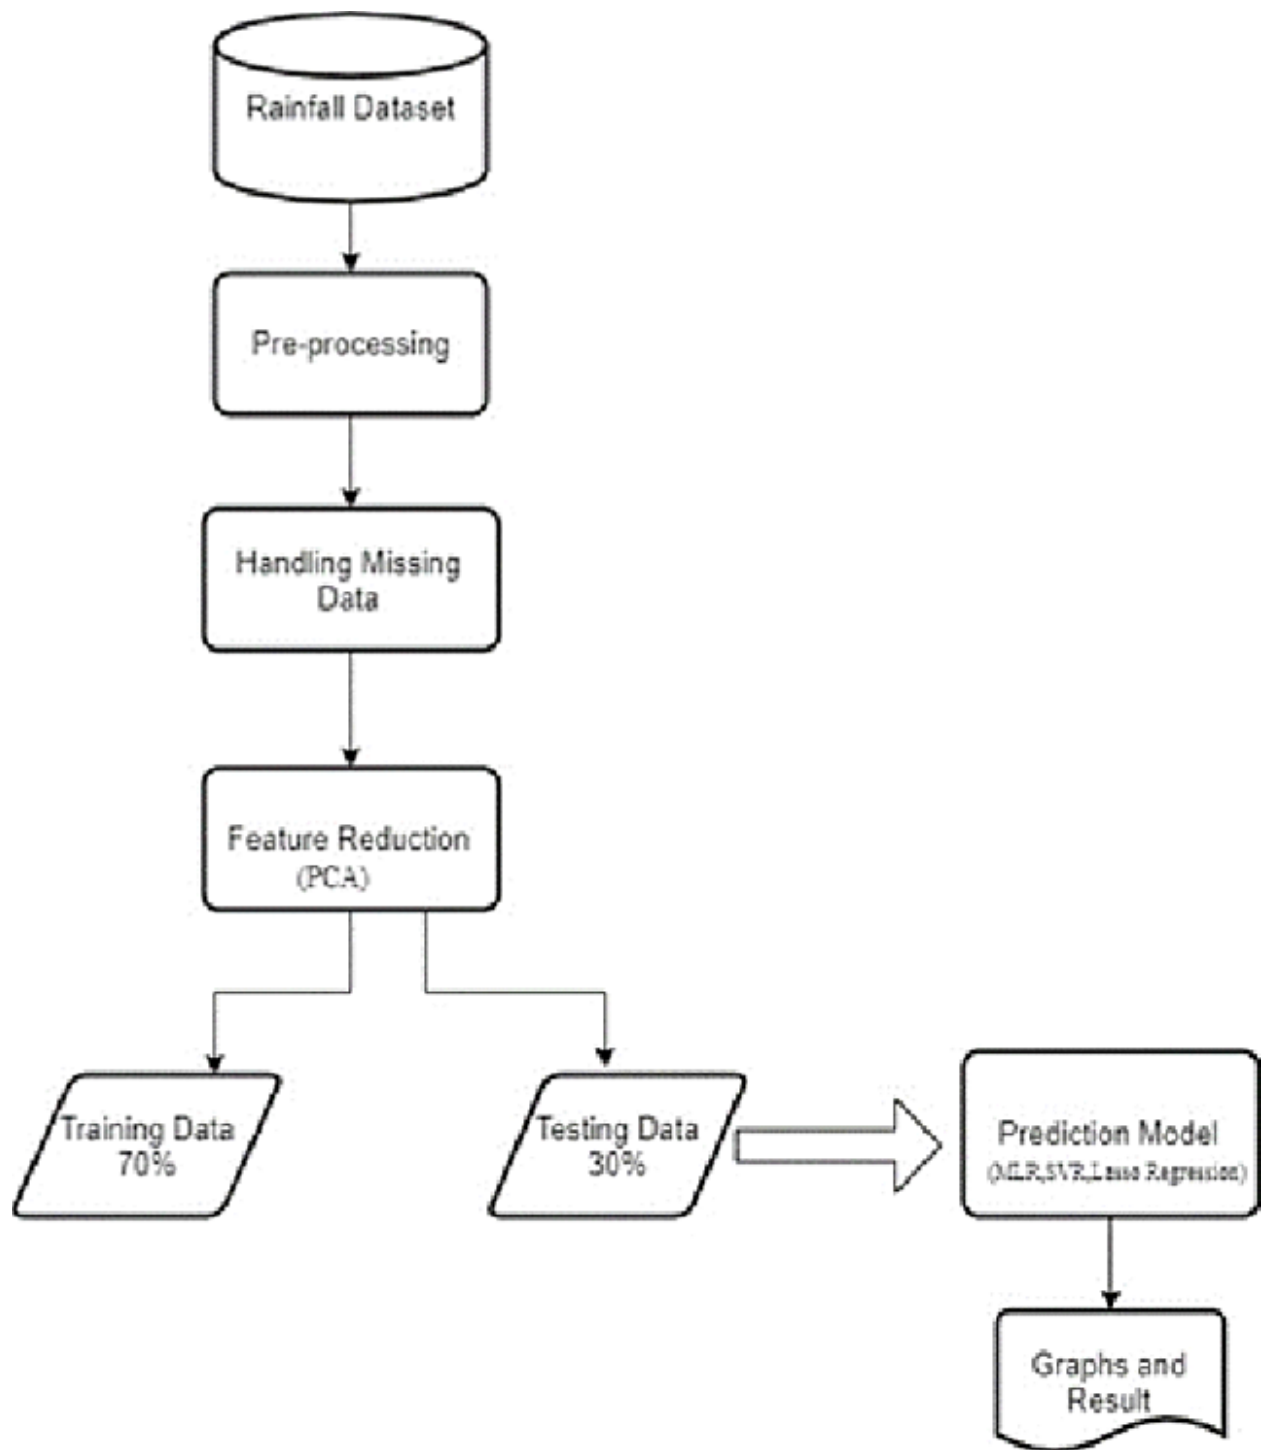 Rainfall Dataset
Pre-processing
Handling Missing
Data
Feature Reduction
(PCA)
Training Data
70%
Testing Data
30%
Prediction Model
(MLR,SVR,Lasso Regression)
Graphs and
Result